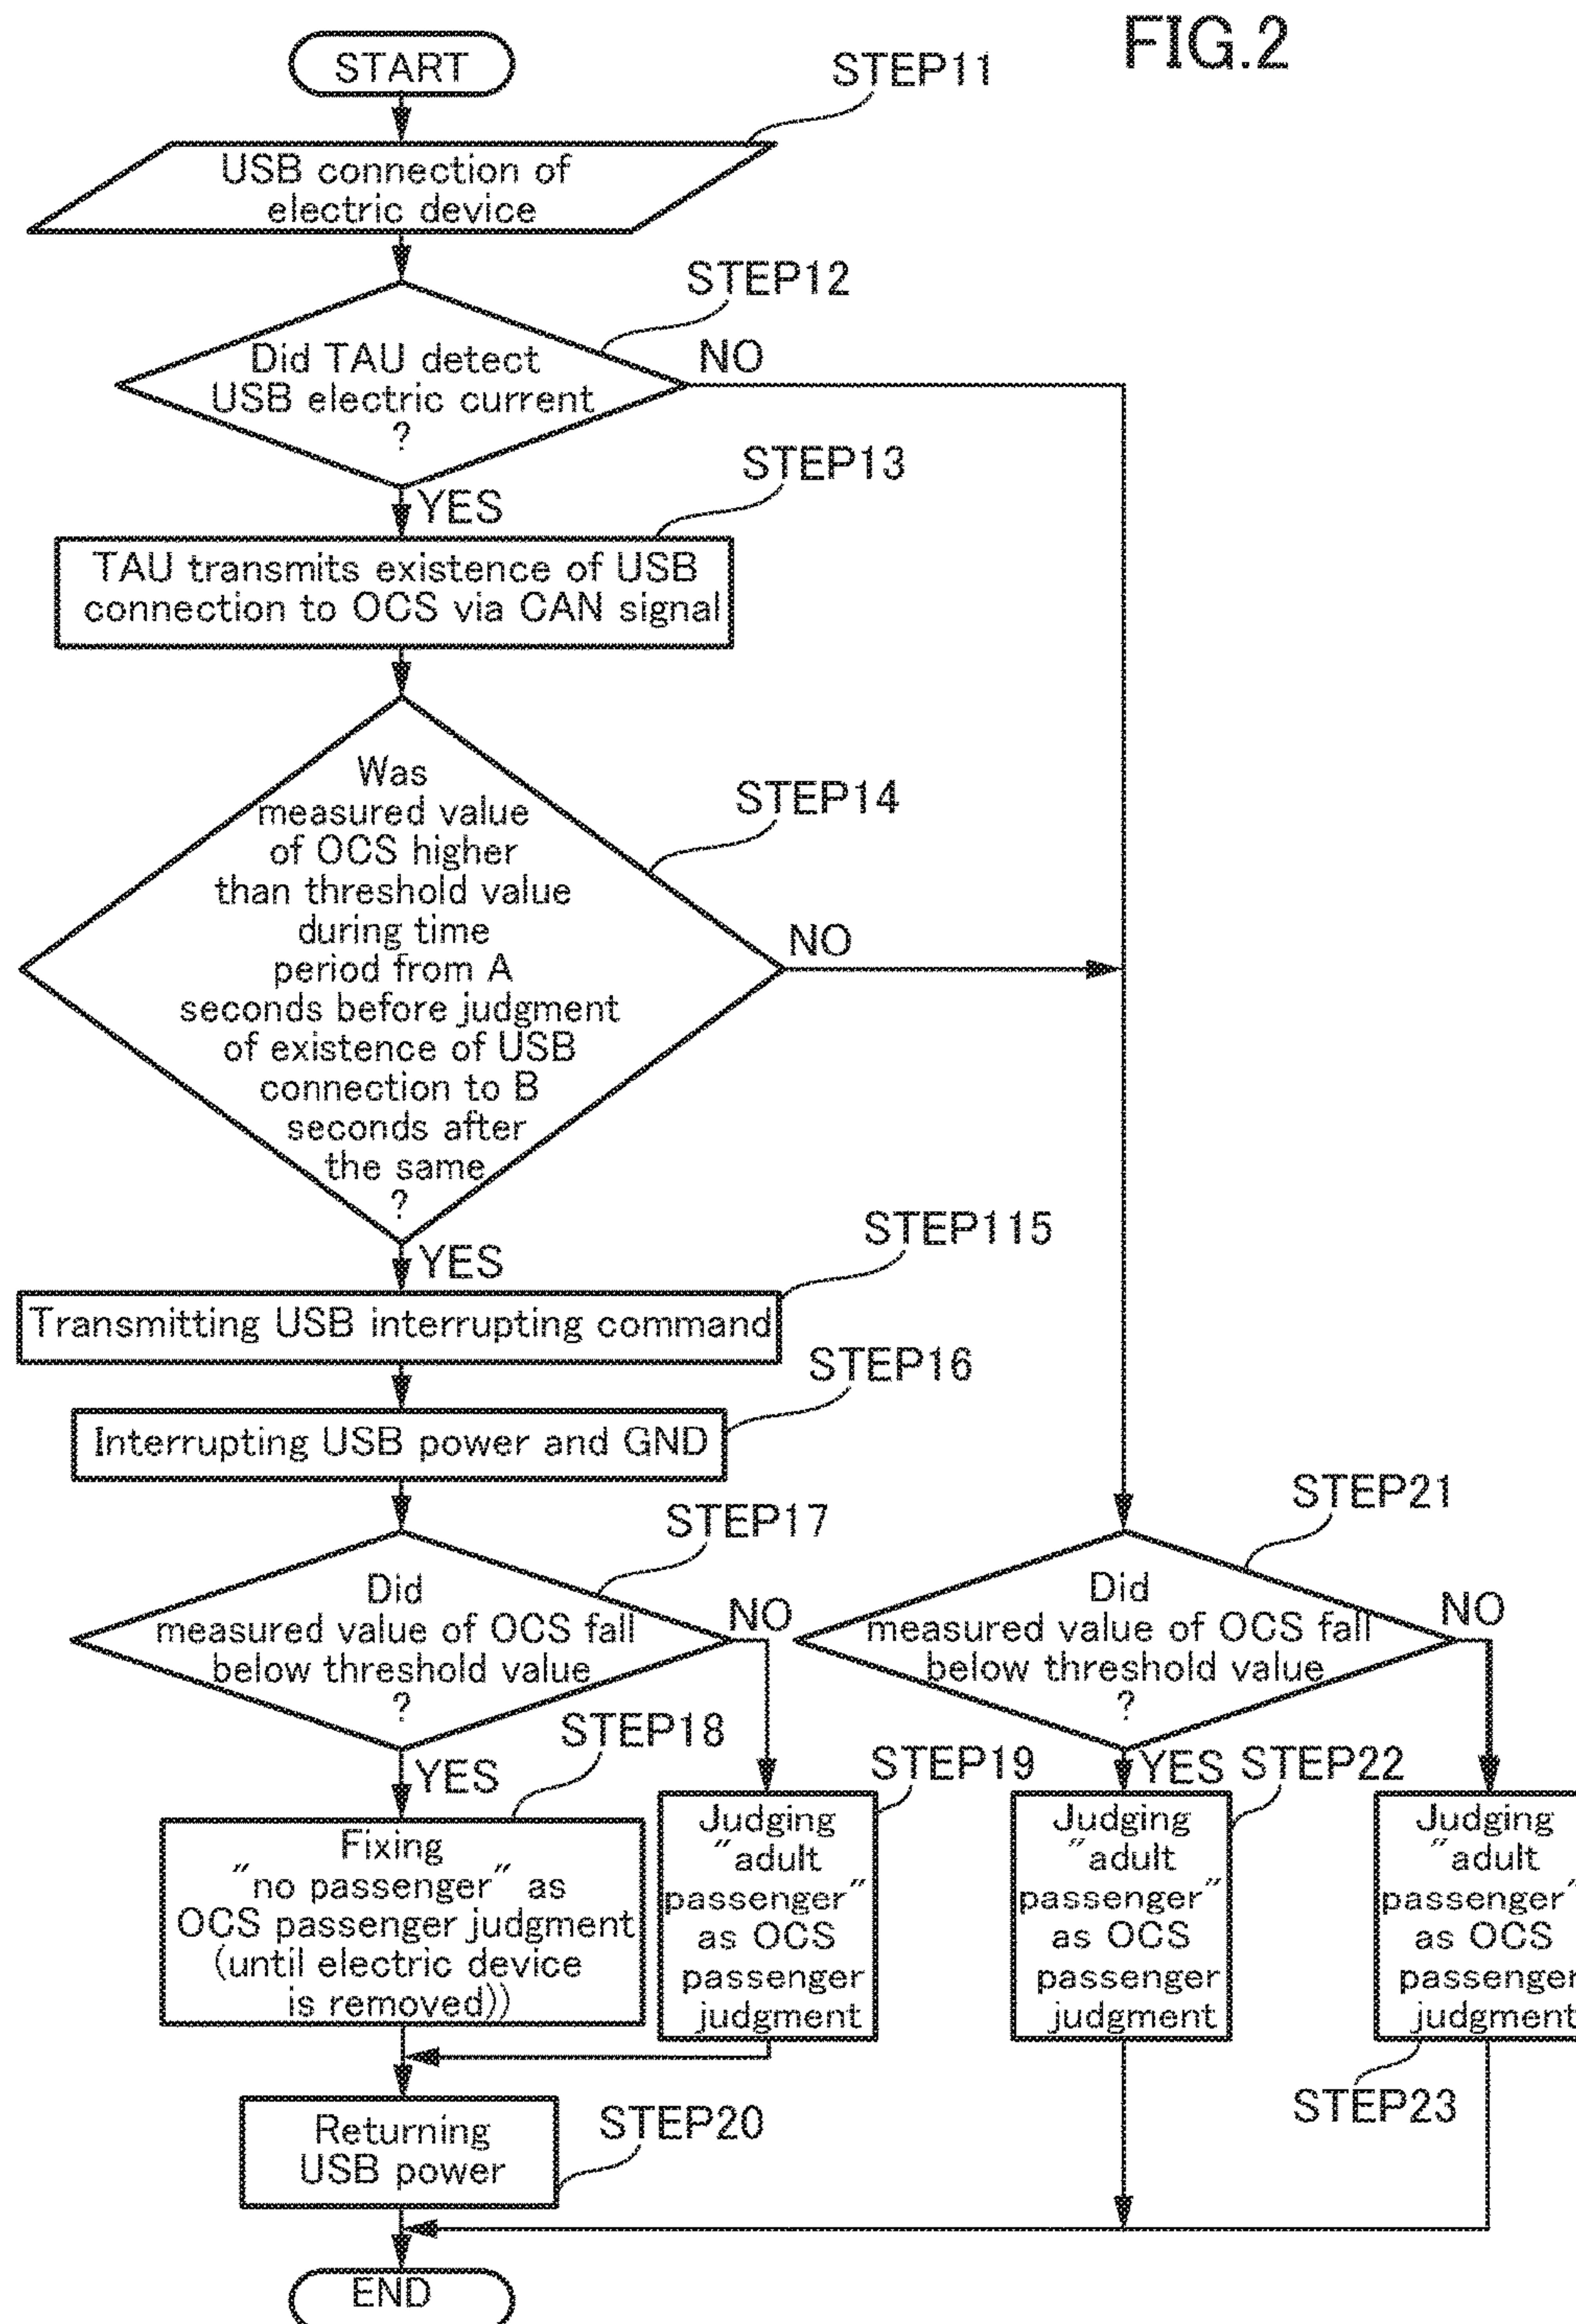 FIG.2
START
STEP11
USB connection of
electric device
STEP12
Did TAU detect
USB electric current
?
NO
YES
STEP13
TAU transmits existence of USB
connection to OCS via CAN signal
STEP14
Was
measured value
of OCS higher
than threshold value
during time
period from A
seconds before judgment
of existence of USB
connection to B
seconds after
the same
?
NO
YES
STEP115
Transmitting USB interrupting command
STEP16
Interrupting USB power and GND
STEP17
Did
measured value of OCS fall
below threshold value
?
NO
YES
STEP18
Fixing
"no passenger" as
OCS passenger judgment
(until electric device
is removed))
STEP19
Judging
"adult
passenger"
as OCS
passenger
judgment
STEP20
Returning
USB power
STEP21
Did
measured value of OCS fall
below threshold value
?
NO
YES
STEP22
Judging
"adult
passenger"
as OCS
passenger
judgment
Judging
"adult
passenger"
as OCS
passenger
judgment
STEP23
END